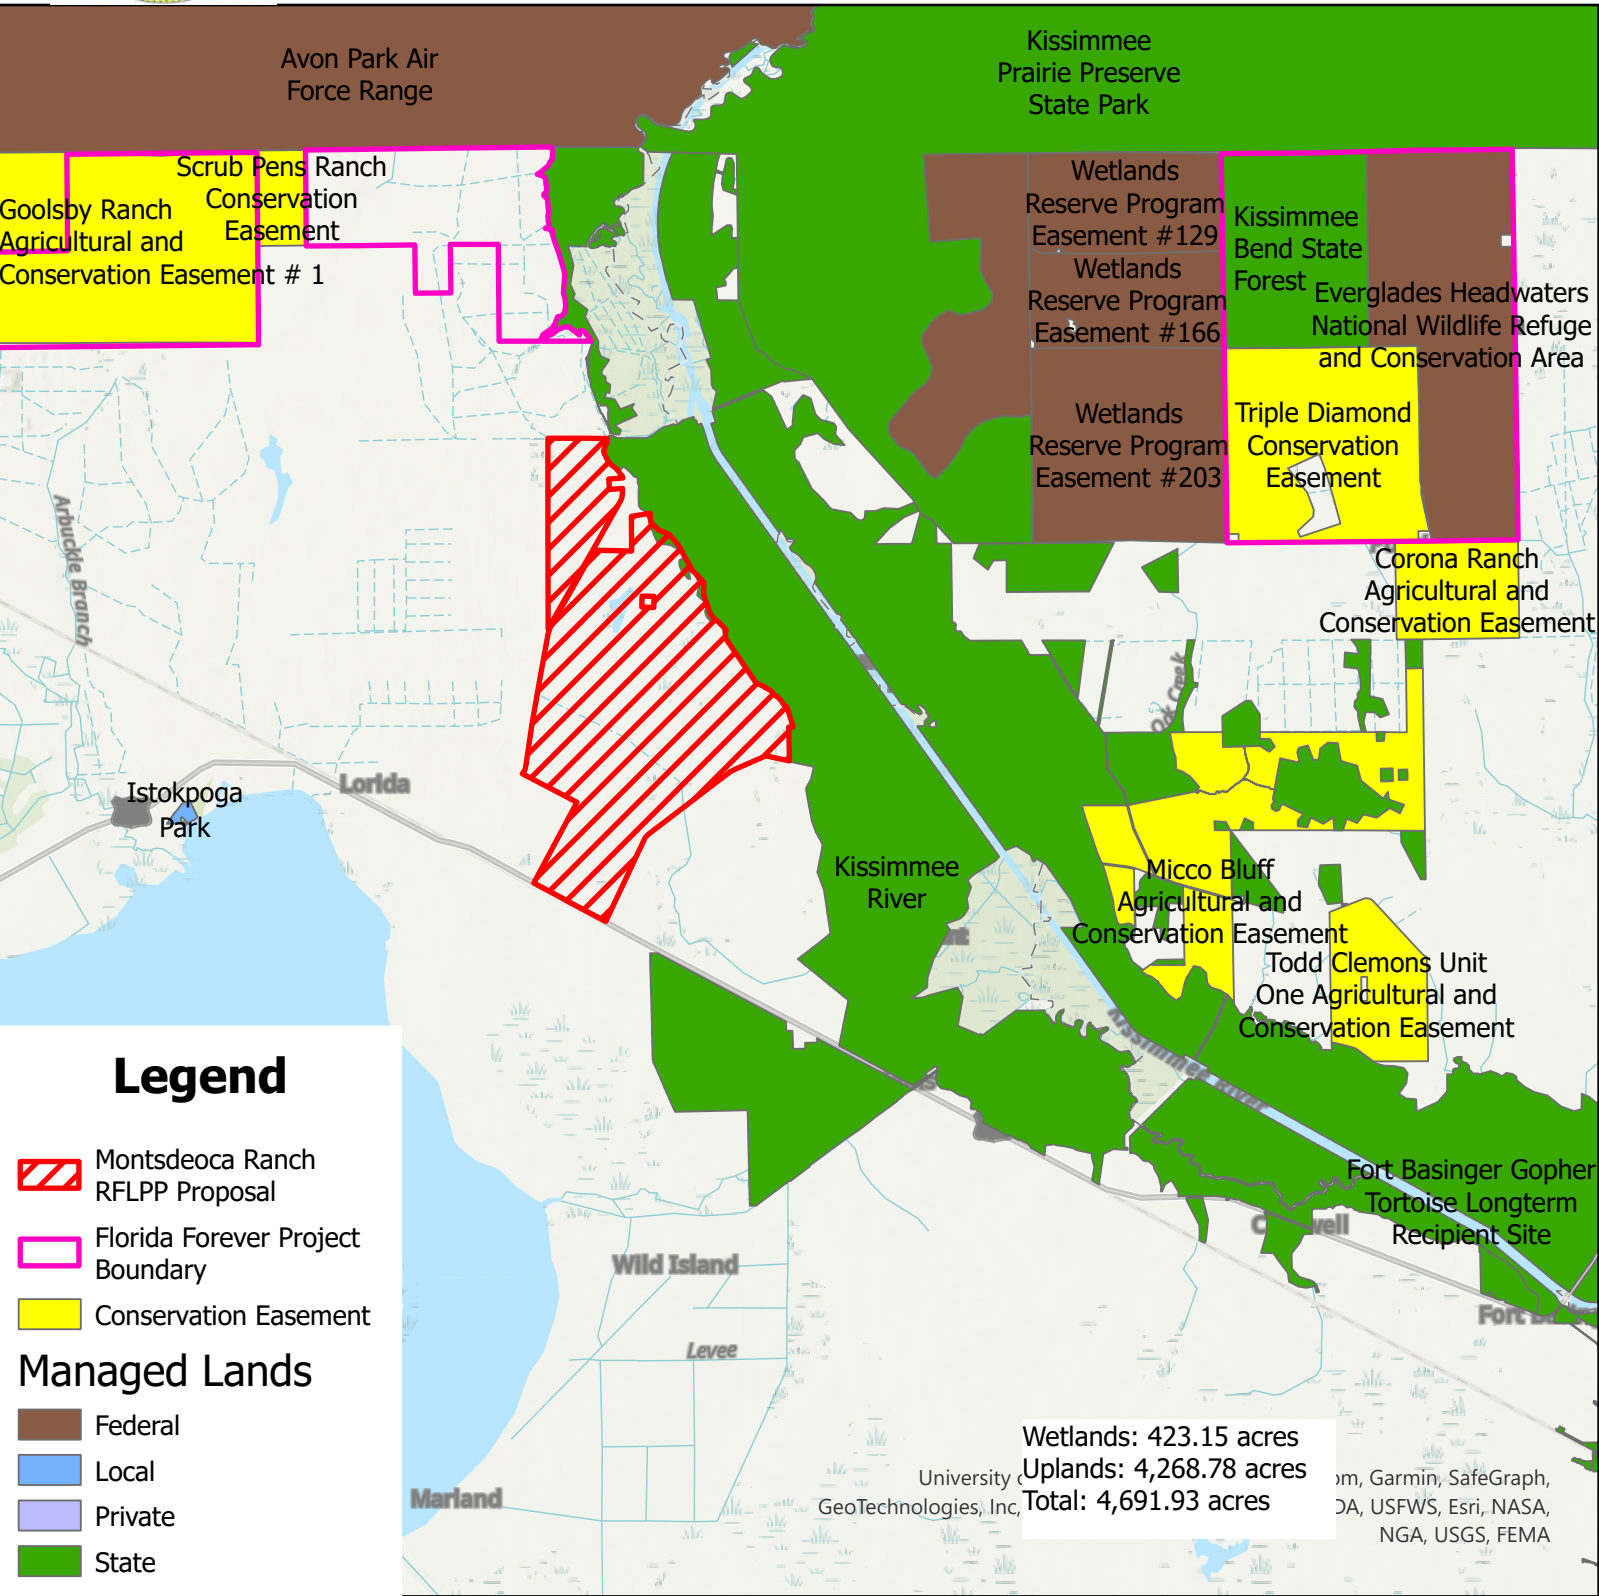 Avon Park Air
Force Range
Kissimmee
Prairie Preserve
State Park
Scrub Pens Ranch
Conservation
Easement
Goolsby Ranch
Agricultural and
Conservation Easement # 1
Wetlands
Reserve Program
Easement #129
Wetlands
Reserve Program
Easement #166
Wetlands
Reserve Program
Easement #203
Kissimmee
Bend State
Forest
Everglades Headwaters
National Wildlife Refuge
and Conservation Area
Triple Diamond
Conservation
Easement
Corona Ranch
Agricultural and
Conservation Easement
Arbuckle Branch
Oak Creek
Istokpoga
Park
Lorida
Kissimmee
River
Micco Bluff
Agricultural and
Conservation Easement
Todd Clemons Unit
One Agricultural and
Conservation Easement
Kissimmee River
Fort Basinger Gopher
Tortoise Longterm
Recipient Site
Wild Island
Levee
Marland
Legend
Montsdeoca Ranch
RFLPP Proposal
Florida Forever Project
Boundary
Conservation Easement
Managed Lands
Federal
Local
Private
State
Wetlands: 423.15 acres
Uplands: 4,268.78 acres
Total: 4,691.93 acres
University Garmin, SafeGraph,
GeoTechnologies, Inc, USFWS, Esri, NASA,
NGA, USGS, FEMA